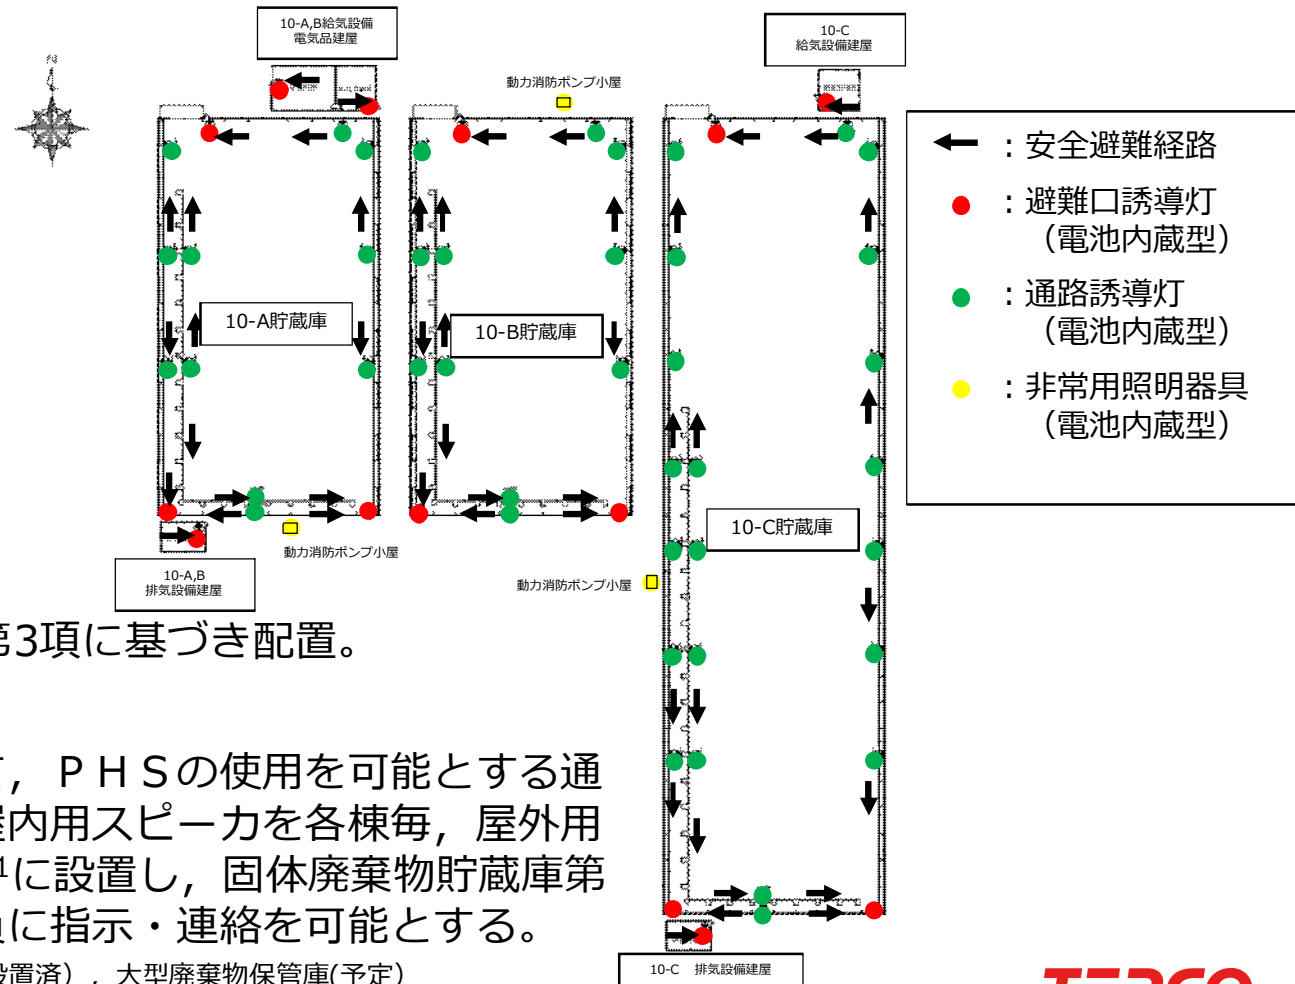 10-A,B給気設備
電気品建屋
10-C
給気設備建屋
動力消防ポンプ小屋
：安全避難経路
：避難口誘導灯
（電池内蔵型）
：通路誘導灯
（電池内蔵型）
：非常用照明器具
（電池内蔵型）
10-A貯蔵庫
10-B貯蔵庫
10-C貯蔵庫
動力消防ポンプ小屋
動力消防ポンプ小屋
10-A,B
排気設備建屋
第3項に基づき配置。
，ＰＨＳの使用を可能とする通
屋内用スピーカを各棟毎，屋外用
1に設置し，固体廃棄物貯蔵庫第
に指示・連絡を可能とする。
設置済），大型廃棄物保管庫(予定)
10-C 排気設備建屋
TEPCO